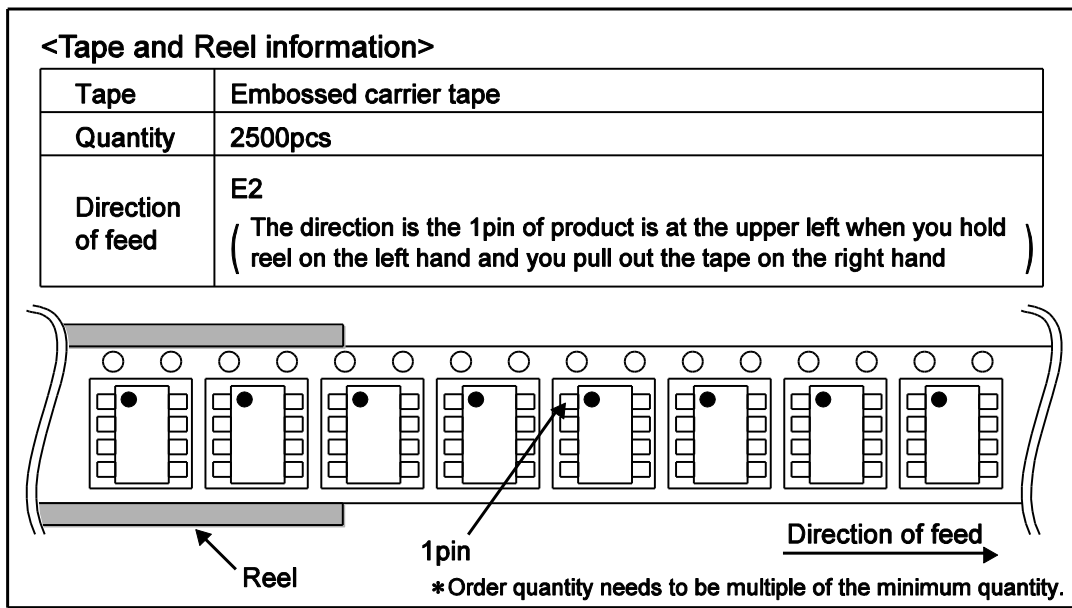 <Tape and Reel information>
Tape Embossed carrier tape
Quantity 2500pcs
Direction of feed E2
( The direction is the 1pin of product is at the upper left when you hold
reel on the left hand and you pull out the tape on the right hand )
1pin
Direction of feed
Reel
*Order quantity needs to be multiple of the minimum quantity.